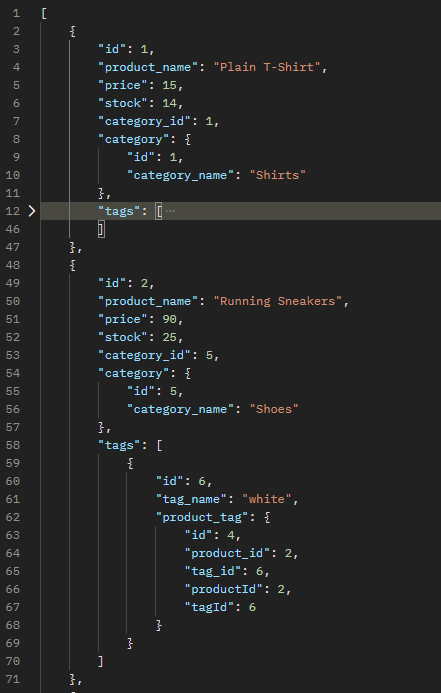 1 [
2     {
3         "id": 1,
4         "product_name": "Plain T-Shirt",
5         "price": 15,
6         "stock": 14,
7         "category_id": 1,
8         "category": {
9             "id": 1,
10             "category_name": "Shirts"
11         },
12         "tags": [···
46         ]
47     },
48     {
49         "id": 2,
50         "product_name": "Running Sneakers",
51         "price": 90,
52         "stock": 25,
53         "category_id": 5,
54         "category": {
55             "id": 5,
56             "category_name": "Shoes"
57         },
58         "tags": [
59             {
60                 "id": 6,
61                 "tag_name": "white",
62                 "product_tag": {
63                     "id": 4,
64                     "product_id": 2,
65                     "tag_id": 6,
66                     "productId": 2,
67                     "tagId": 6
68                 }
69             }
70         ]
71     },